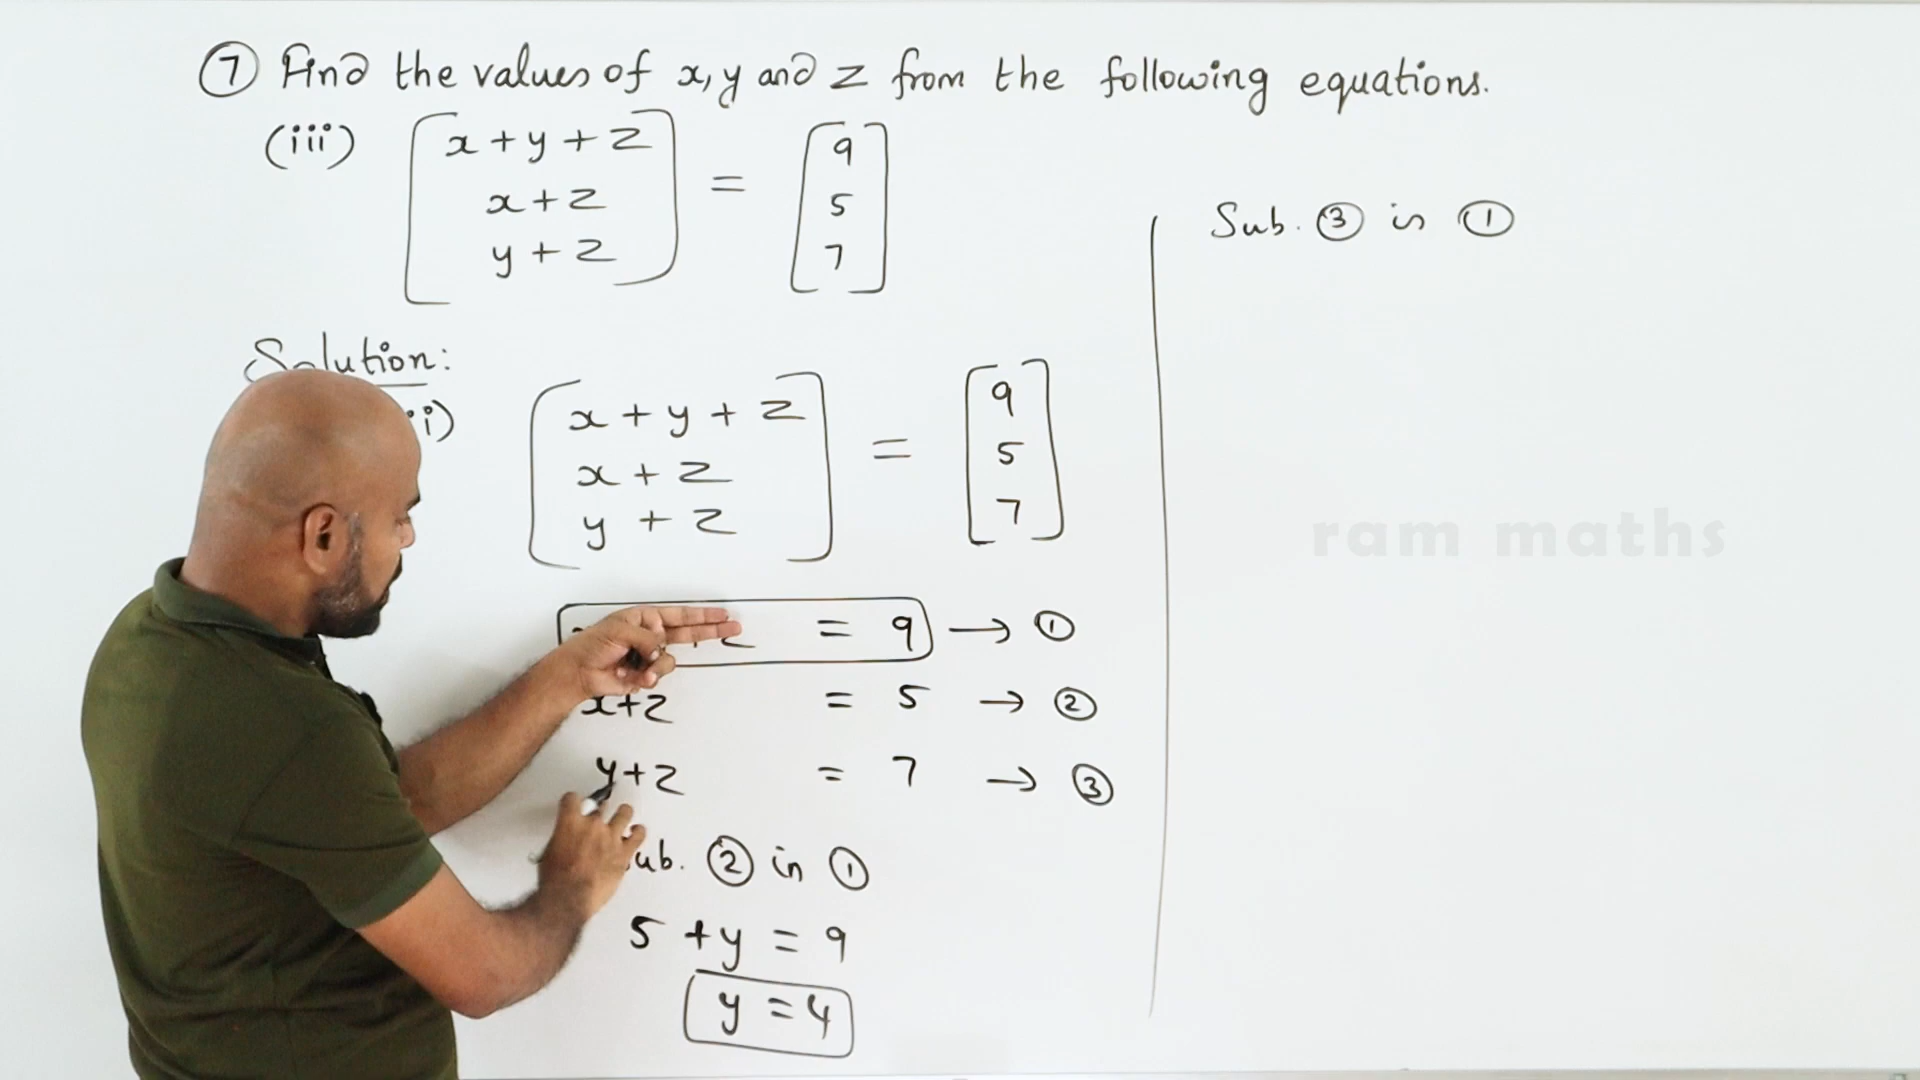 ⑦ Find the values of x, y and z from the following equations.
(iii) [x + y + z
x + z
y + z] = [9
5
7]
Solution:
[x + y + z
x + z
y + z] = [9
5
7]
= 9 → ①
x+z = 5 → ②
y+z = 7 → ③
Sub. ② in ①
5 + y = 9
y = 4
Sub. ③ in ①
ram maths